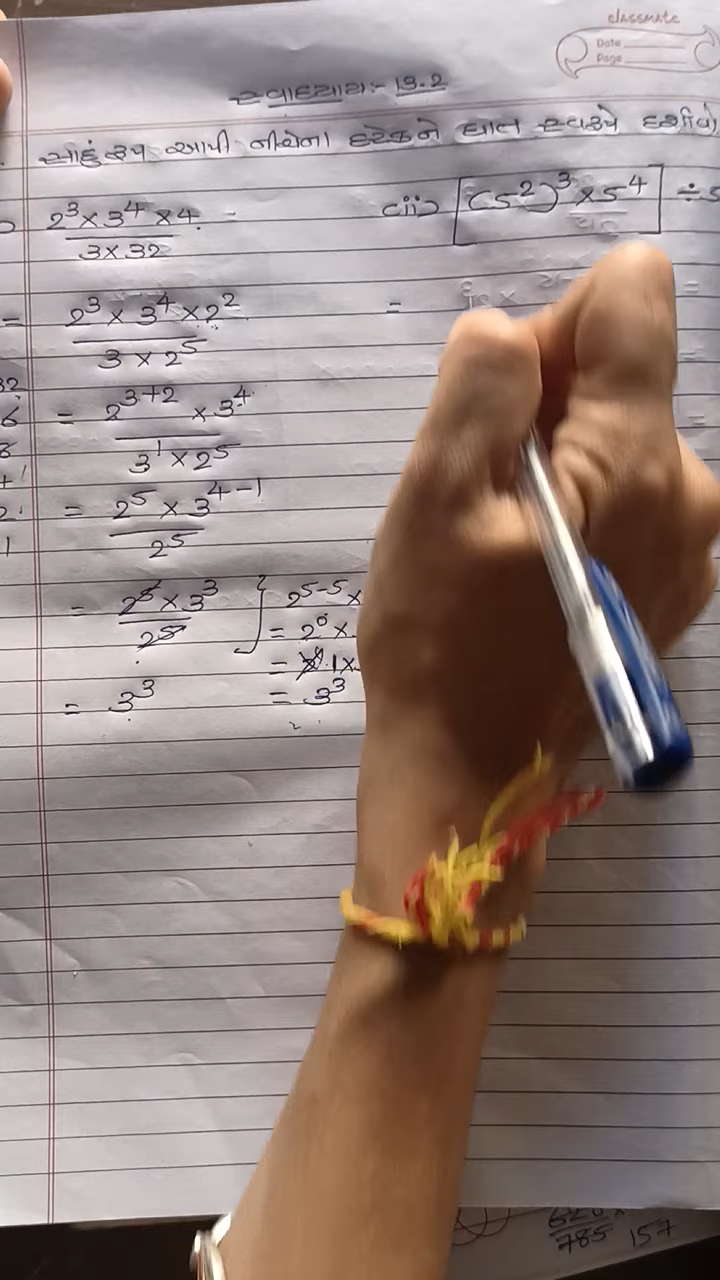 classmate
Date
Page
સ્વાધ્યાય:- 13.2
સાદું રૂપ આપી નીચેના દરેકને ઘાત સ્વરૂપે દર્શાવો
2³ × 3⁴ × 4
3 × 32
= 2³ × 3⁴ × 2²
3 × 2⁵
= 2³⁺² × 3⁴
3¹ × 2⁵
= 2⁵ × 3⁴⁻¹
2⁵
= 2⁵ × 3³
2⁵
= 3³
2⁵⁻⁵ ×
= 2⁰ ×
= 1 ×
= 3³
(ii) [(5²)³ × 5⁴] ÷ 5
=
785 157